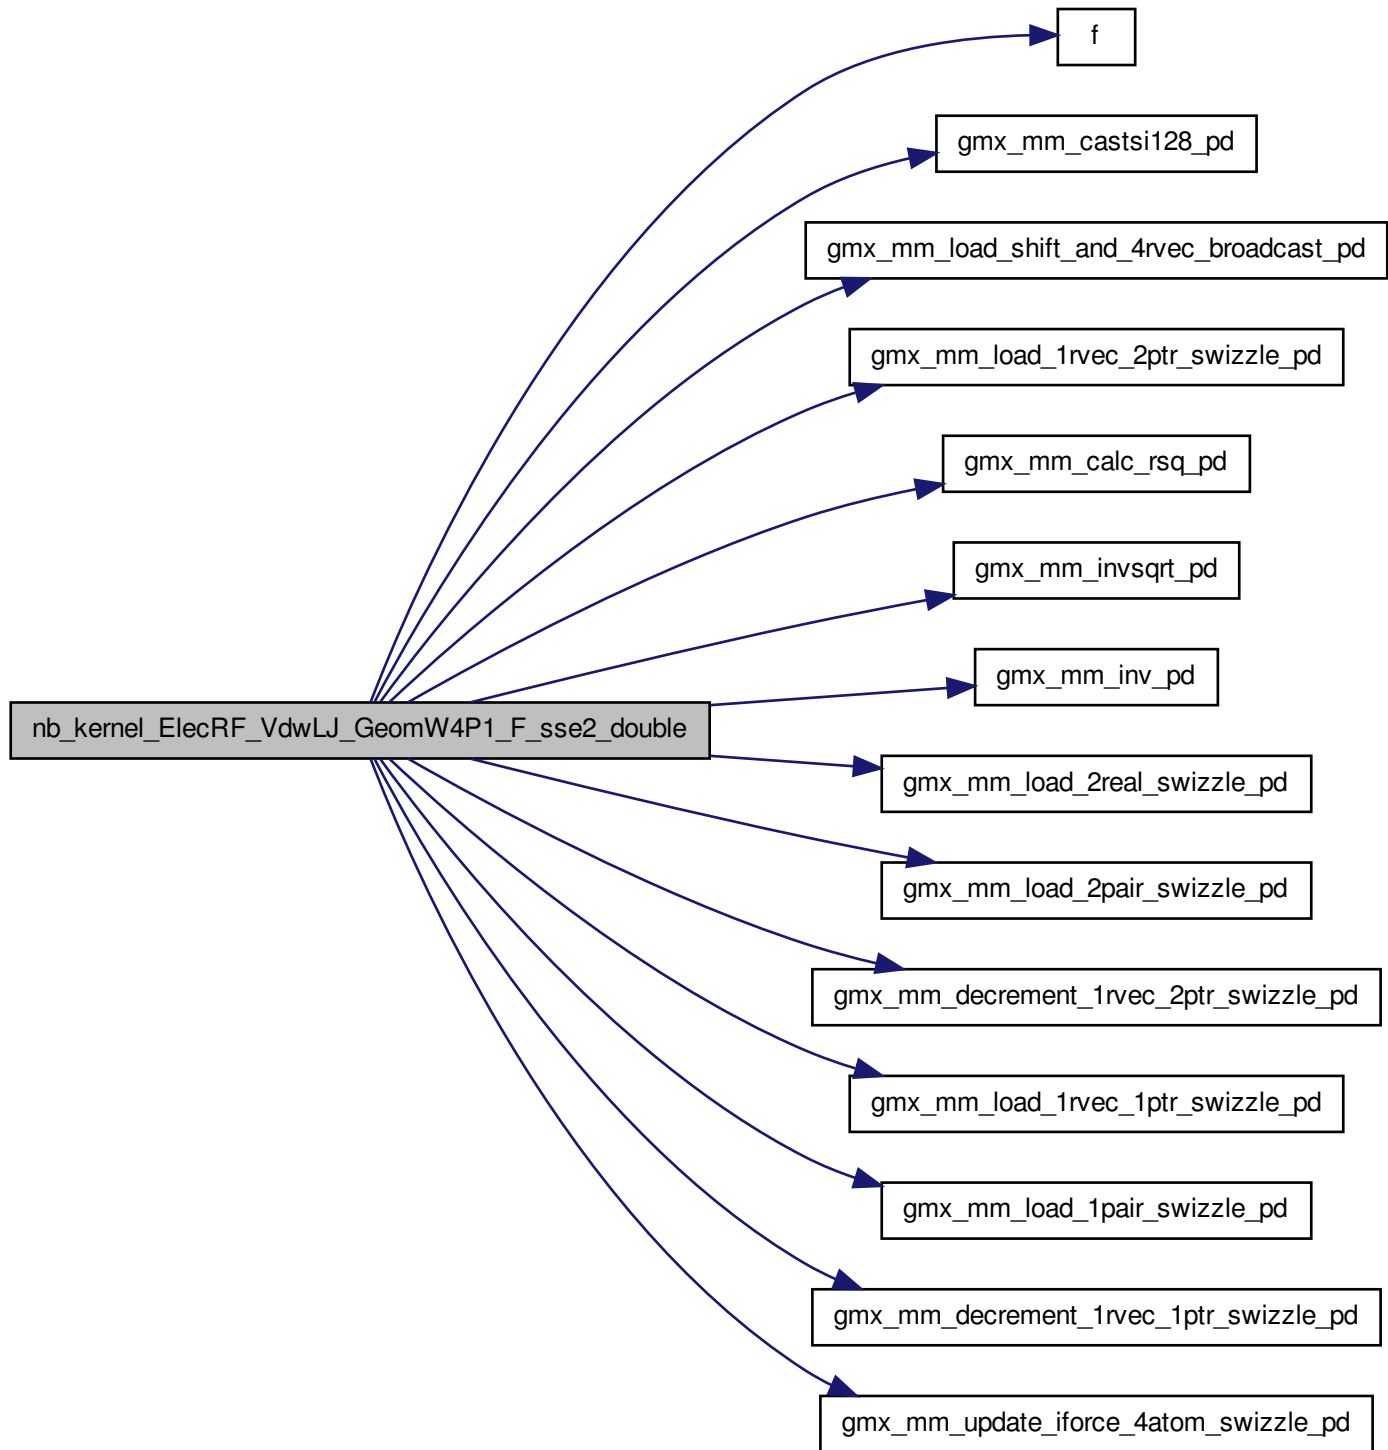 f
gmx_mm_castsi128_pd
gmx_mm_load_shift_and_4rvec_broadcast_pd
gmx_mm_load_1rvec_2ptr_swizzle_pd
gmx_mm_calc_rsq_pd
gmx_mm_invsqrt_pd
gmx_mm_inv_pd
nb_kernel_ElecRF_VdwLJ_GeomW4P1_F_sse2_double
gmx_mm_load_2real_swizzle_pd
gmx_mm_load_2pair_swizzle_pd
gmx_mm_decrement_1rvec_2ptr_swizzle_pd
gmx_mm_load_1rvec_1ptr_swizzle_pd
gmx_mm_load_1pair_swizzle_pd
gmx_mm_decrement_1rvec_1ptr_swizzle_pd
gmx_mm_update_iforce_4atom_swizzle_pd